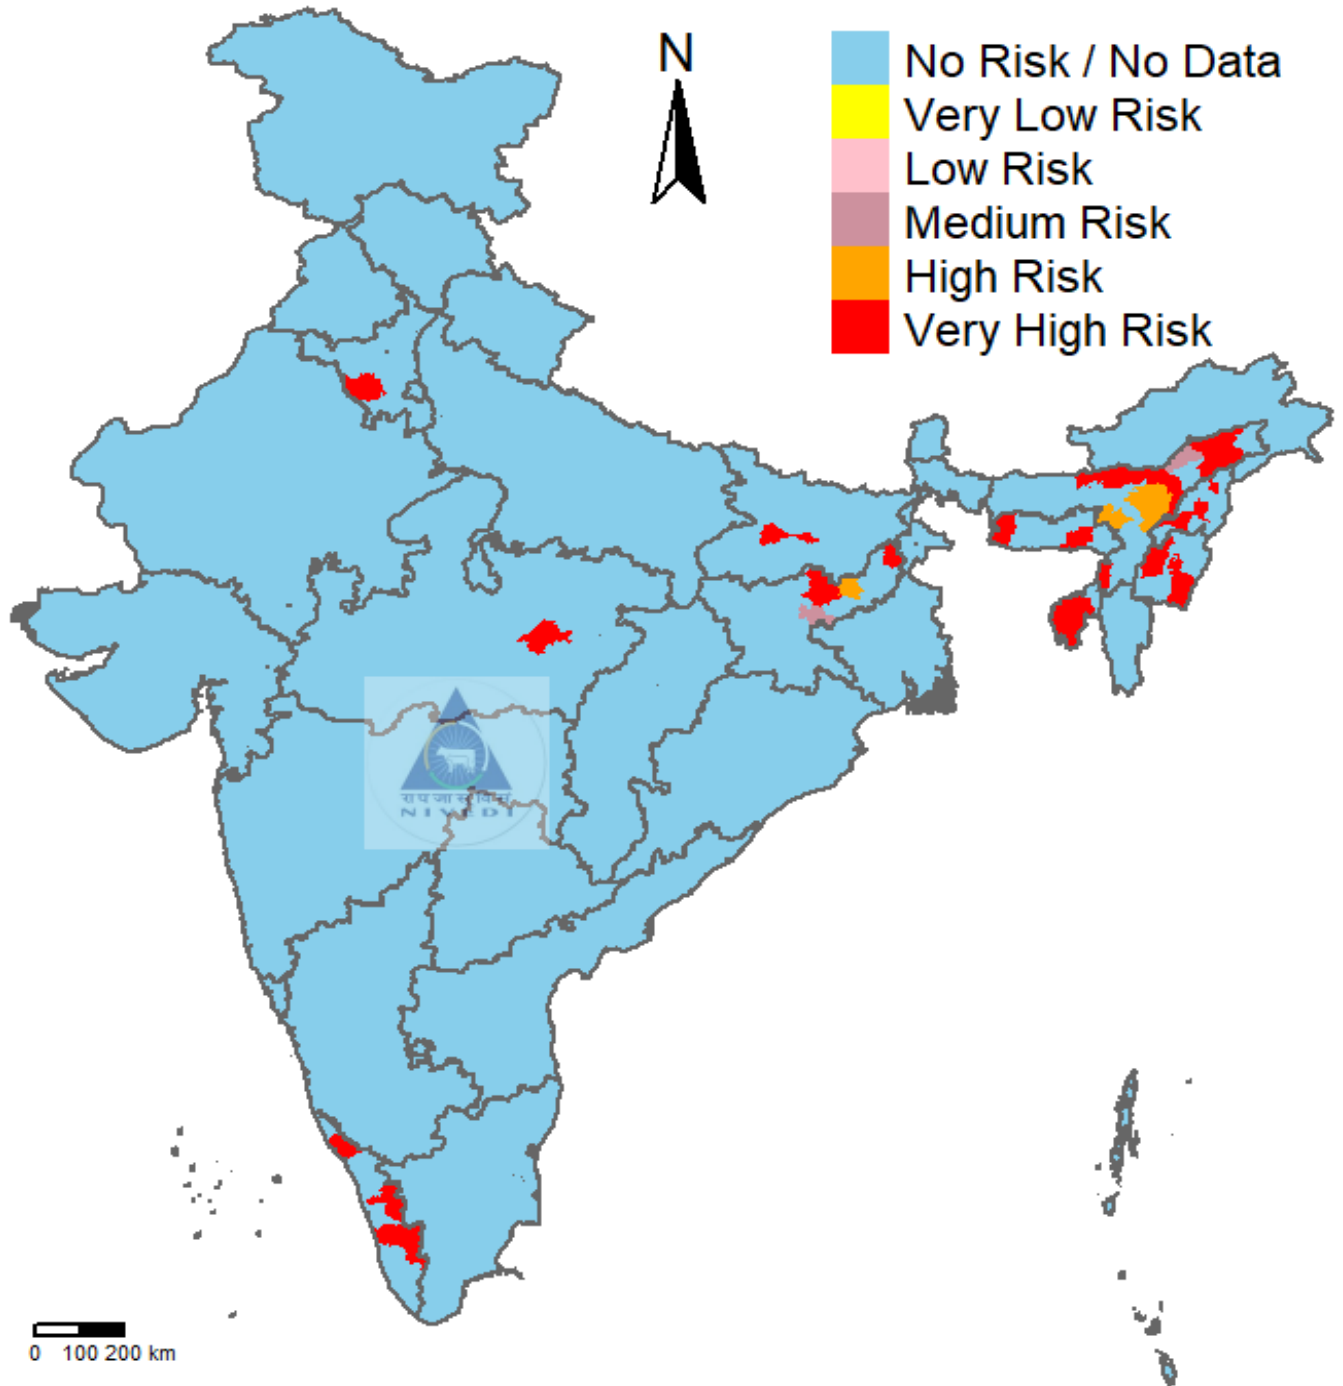 N
No Risk / No Data
Very Low Risk
Low Risk
Medium Risk
High Risk
Very High Risk
NIVEDI
0 100 200 km